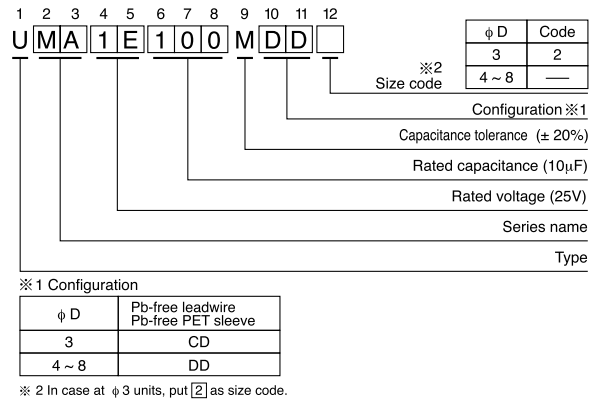 1 2 3 4 5 6 7 8 9 10 11 12
U M A 1 E 1 0 0 M D D
φ D Code
3 2
4 ~ 8 —
※2
Size code
Configuration ※1
Capacitance tolerance (± 20%)
Rated capacitance (10μF)
Rated voltage (25V)
Series name
Type
※1 Configuration
φ D Pb-free leadwire
Pb-free PET sleeve
3 CD
4 ~ 8 DD
※ 2 In case at φ 3 units, put 2 as size code.